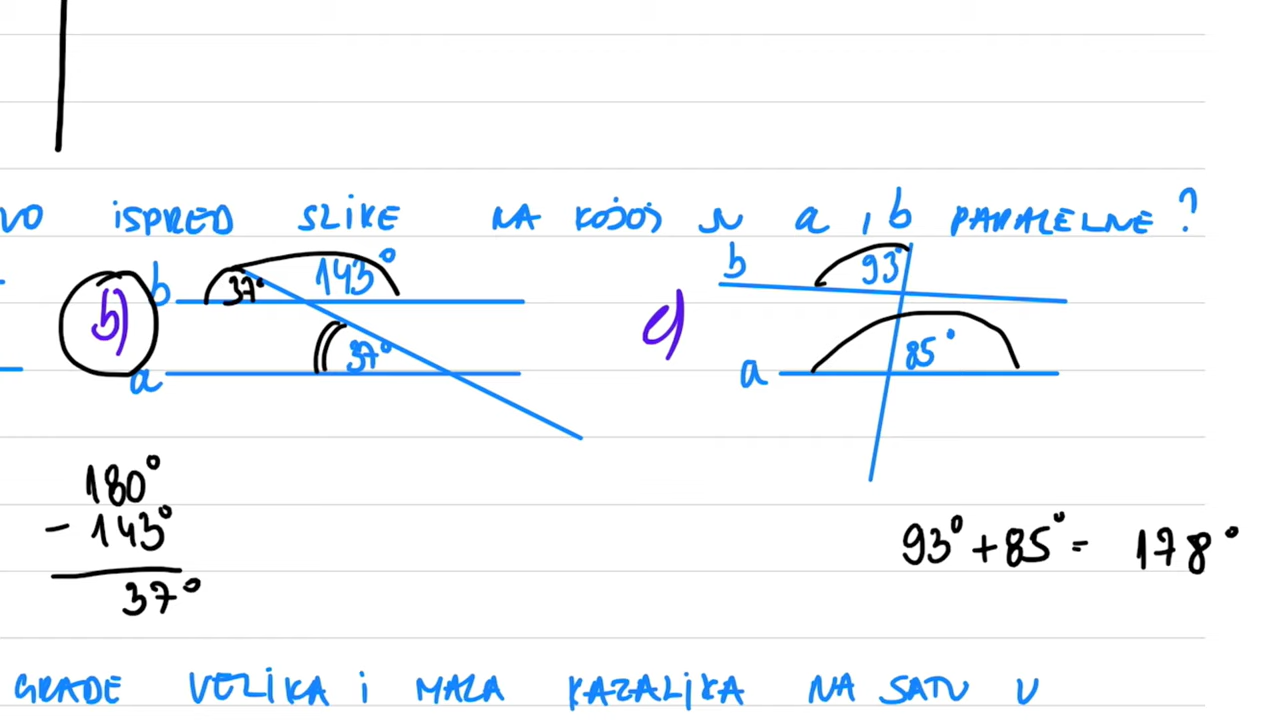 VO ISPRED SLIKE NA KOJOJ SU a i b PARALELNE?
b) b 37° 143°
37°
a
c) b 93°
85°
a
180°
- 143°
37°
93° + 85° = 178°
GRADE VELIKA i MALA KAZALJKA NA SATU U